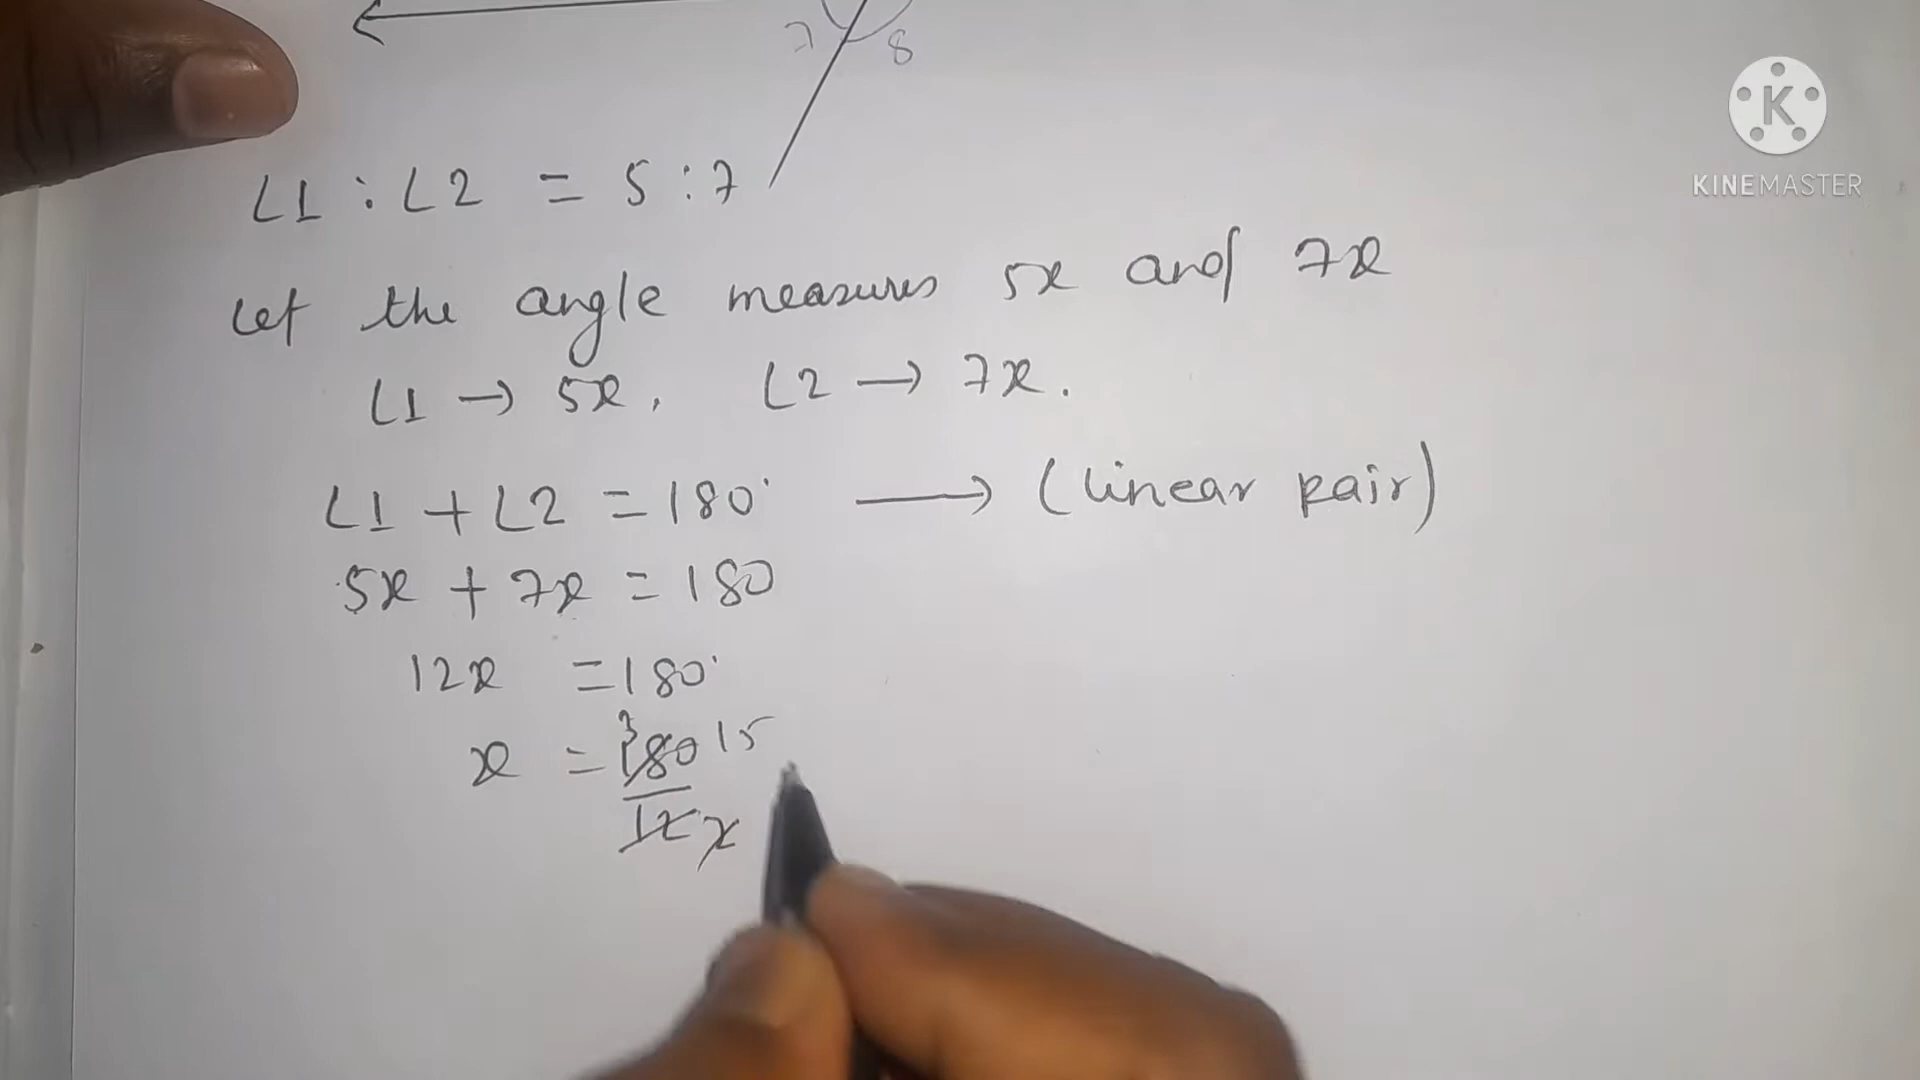 7 8
K
KINEMASTER
∠1 : ∠2 = 5 : 7
Let the angle measures 5x and 7x
∠1 → 5x, ∠2 → 7x.
∠1 + ∠2 = 180° → (linear pair)
5x + 7x = 180
12x = 180°
x = 180 15
12